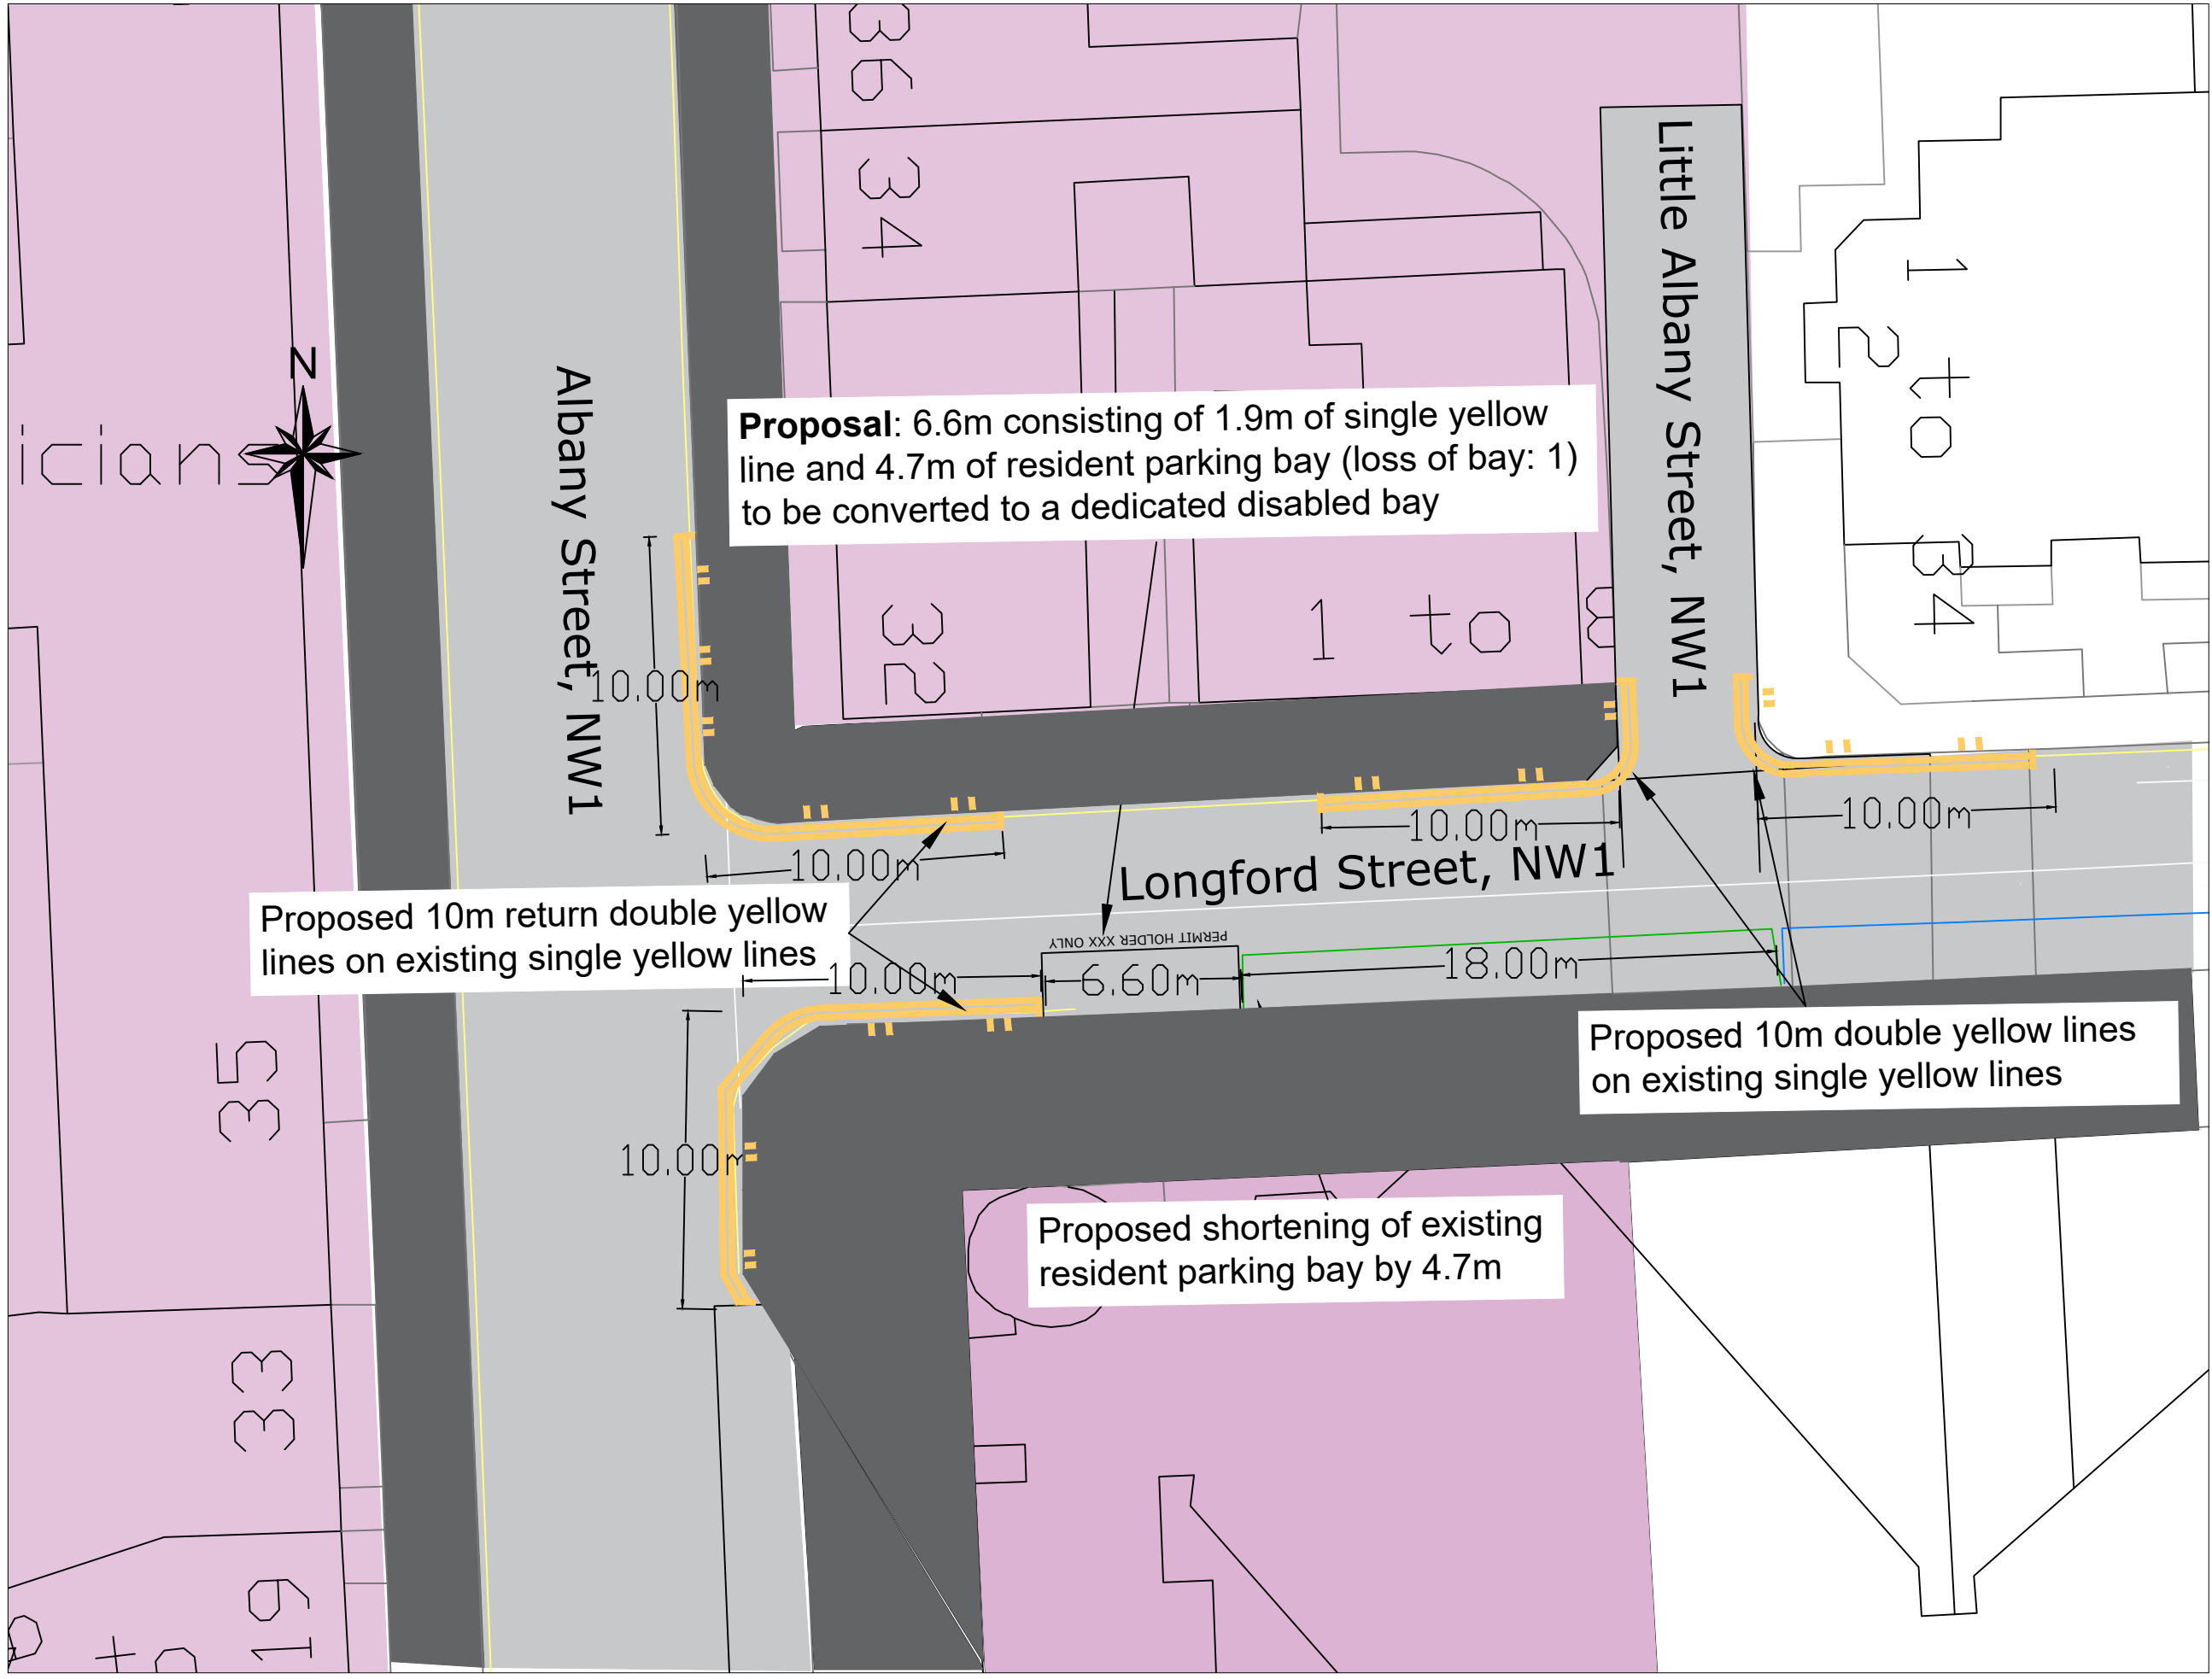 36
34
Little Albany Street, NW1
1
2
to
3
4
N
icians
Albany Street, NW1
Proposal: 6.6m consisting of 1.9m of single yellow
line and 4.7m of resident parking bay (loss of bay: 1)
to be converted to a dedicated disabled bay
32
1 to 8
10.00m
10.00m
10.00m
10.00m
Longford Street, NW1
Proposed 10m return double yellow
lines on existing single yellow lines
PERMIT HOLDER XXX ONLY
10.00m
6.60m
18.00m
Proposed 10m double yellow lines
on existing single yellow lines
35
10.00m
Proposed shortening of existing
resident parking bay by 4.7m
33
19